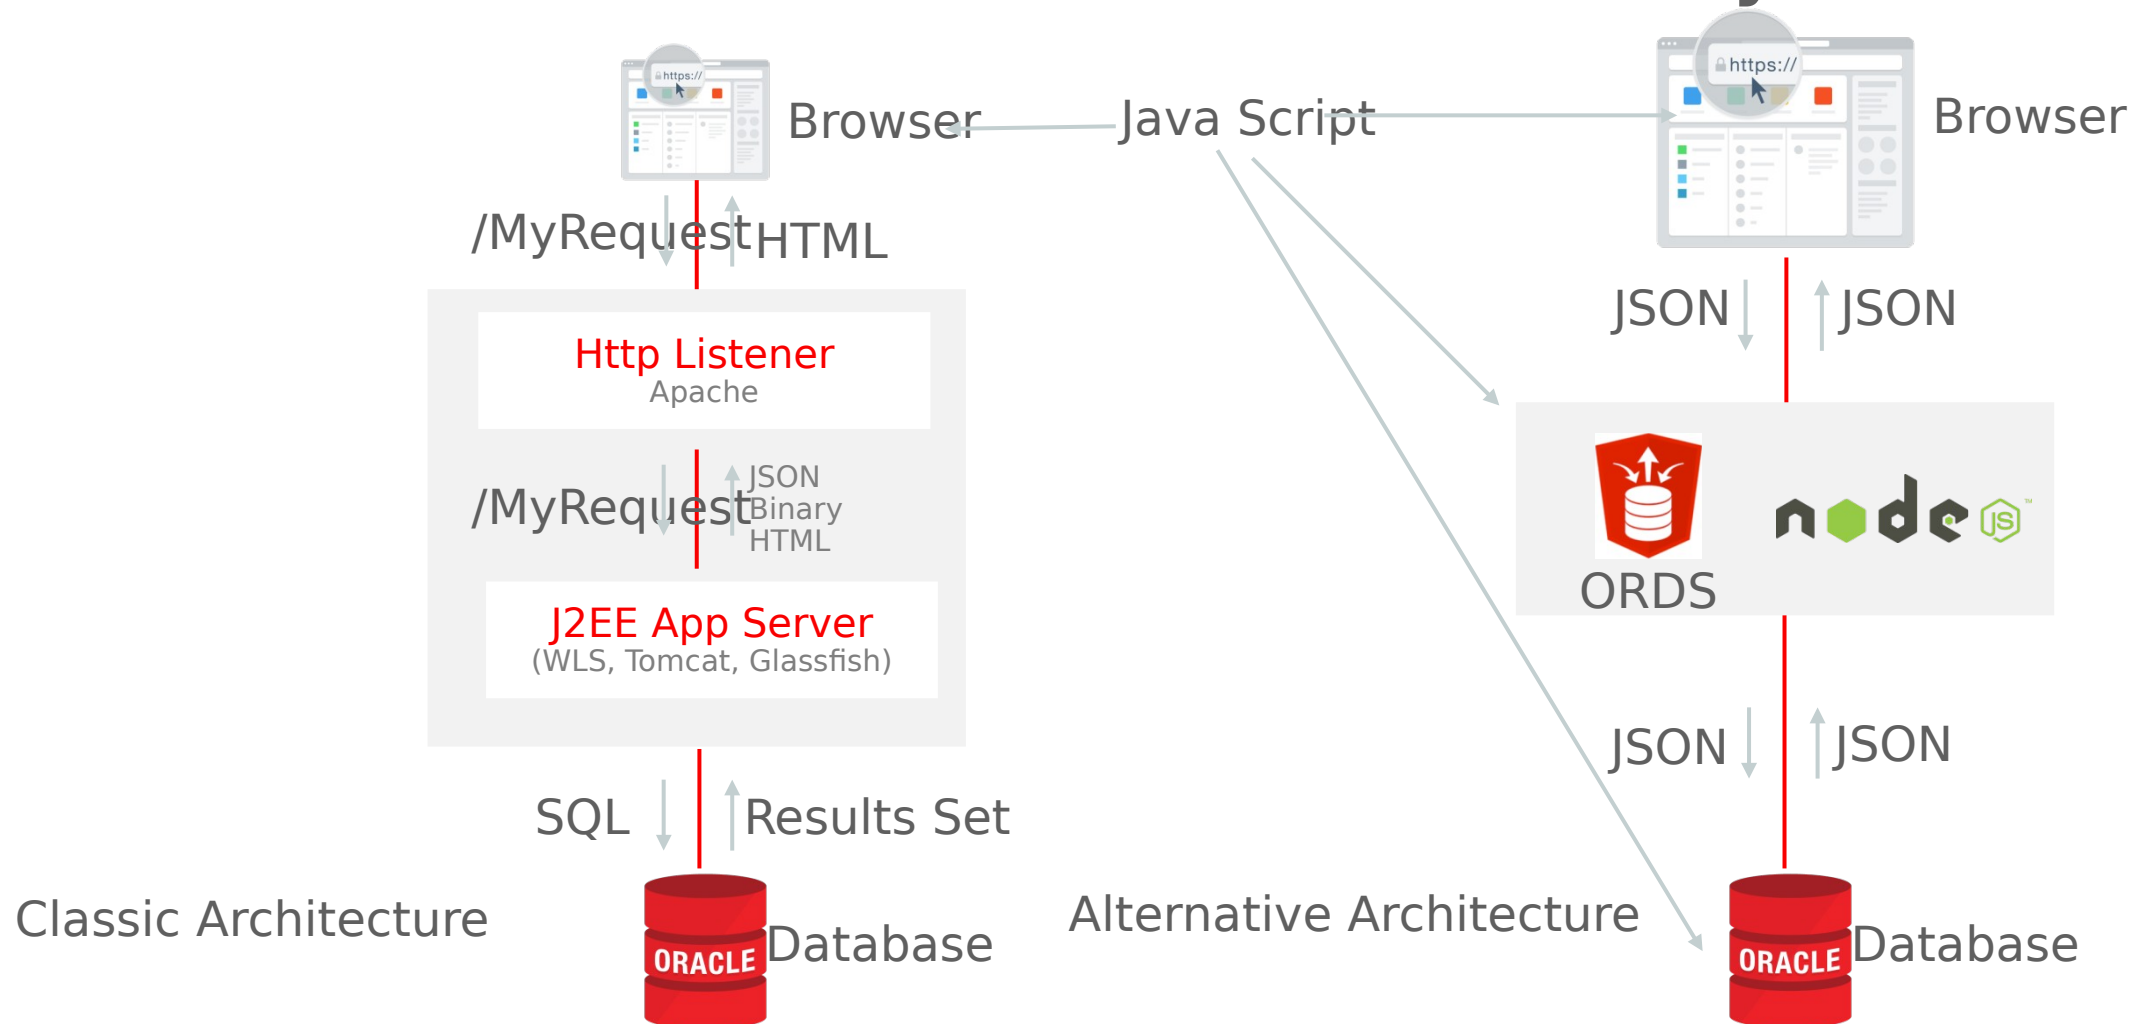 https://
Browser
Java Script
https://
Browser
/MyRequest
HTML
Http Listener
Apache
/MyRequest
JSON
Binary
HTML
J2EE App Server
(WLS, Tomcat, Glassfish)
SQL
Results Set
Classic Architecture
ORACLE
Database
JSON
JSON
ORDS
node JS™
JSON
JSON
Alternative Architecture
ORACLE
Database